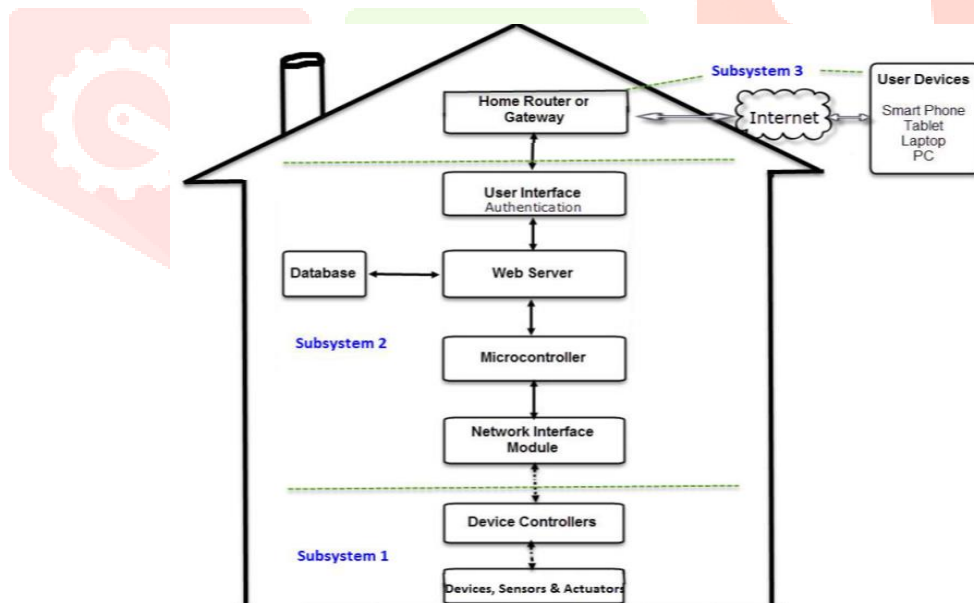 Subsystem 3
User Devices
Smart Phone
Tablet
Laptop
PC
Home Router or
Gateway
Internet
User Interface
Authentication
Database
Web Server
Subsystem 2
Microcontroller
Network Interface
Module
Device Controllers
Subsystem 1
Devices, Sensors & Actuators